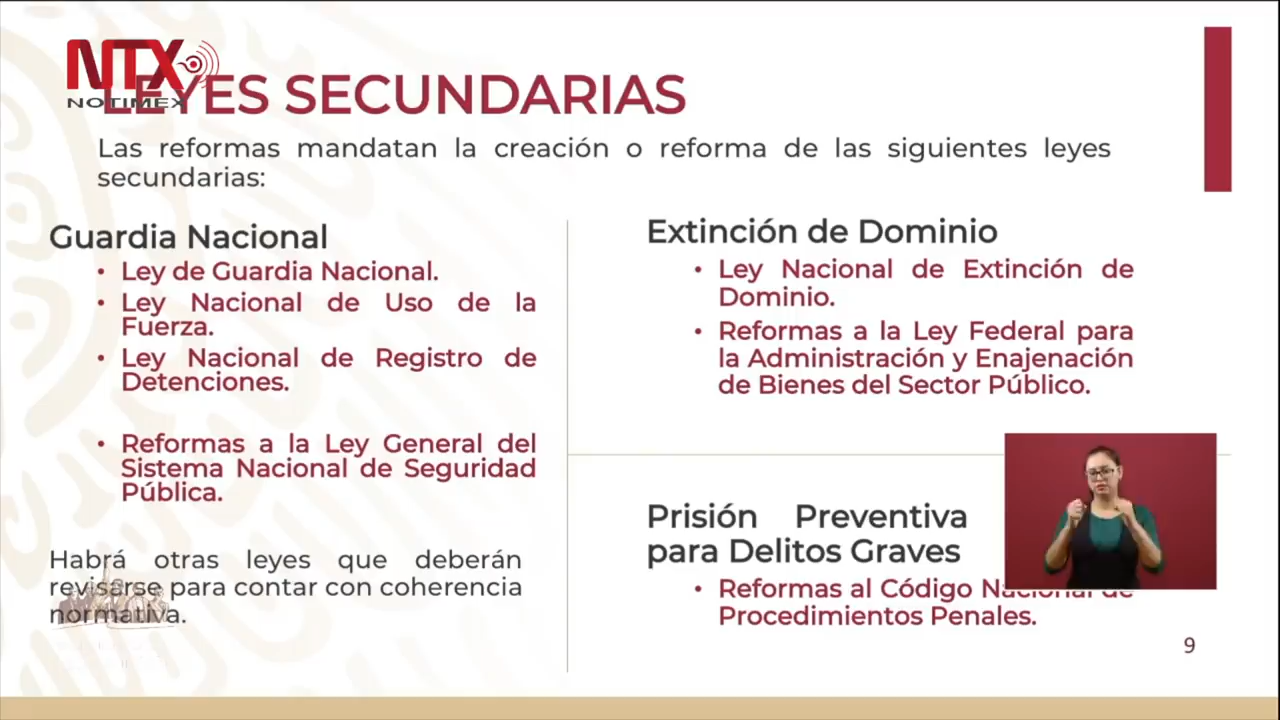 NTX
NOTIMEX
LEYES SECUNDARIAS
Las reformas mandatan la creación o reforma de las siguientes leyes
secundarias:
Guardia Nacional
• Ley de Guardia Nacional.
• Ley Nacional de Uso de la
Fuerza.
• Ley Nacional de Registro de
Detenciones.
• Reformas a la Ley General del
Sistema Nacional de Seguridad
Pública.
Habrá otras leyes que deberán
revisarse para contar con coherencia
normativa.
Extinción de Dominio
• Ley Nacional de Extinción de
Dominio.
• Reformas a la Ley Federal para
la Administración y Enajenación
de Bienes del Sector Público.
Prisión Preventiva
para Delitos Graves
• Reformas al Código Nacional de
Procedimientos Penales.
9